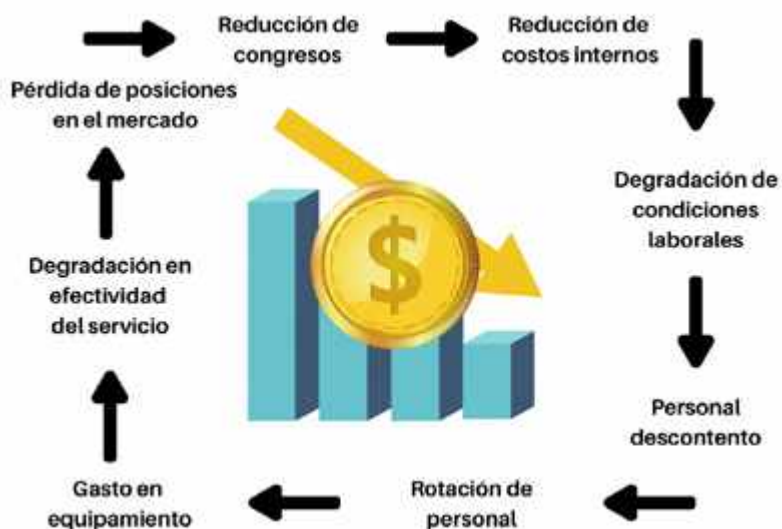 Reducción de
congresos
Reducción de
costos internos
Degradación de
condiciones
laborales
Personal
descontento
Rotación de
personal
Gasto en
equipamiento
Degradación en
efectividad
del servicio
Pérdida de posiciones
en el mercado
$